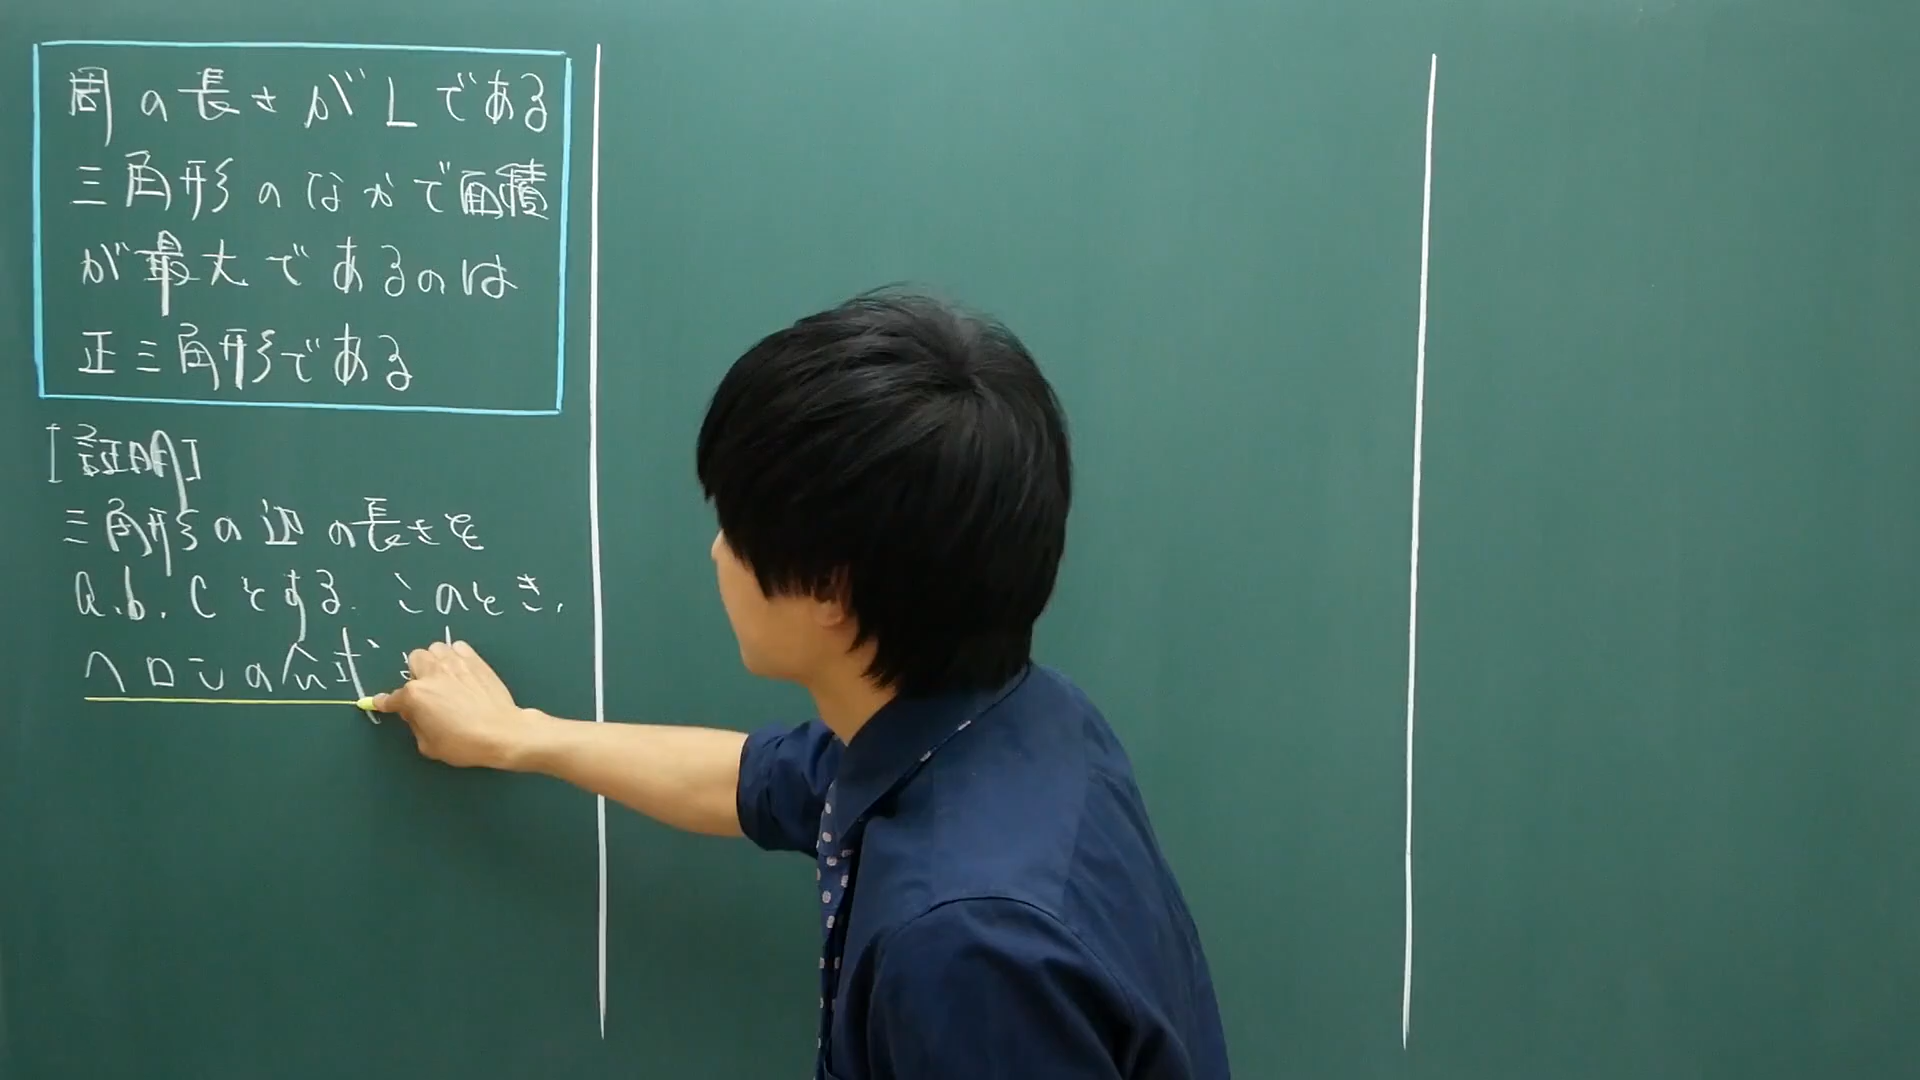 周の長さがLである
三角形のなかで面積
が最大であるのは
正三角形である
[証明]
三角形の辺の長さを
a.b.cとする.このとき,
ヘロンの公式